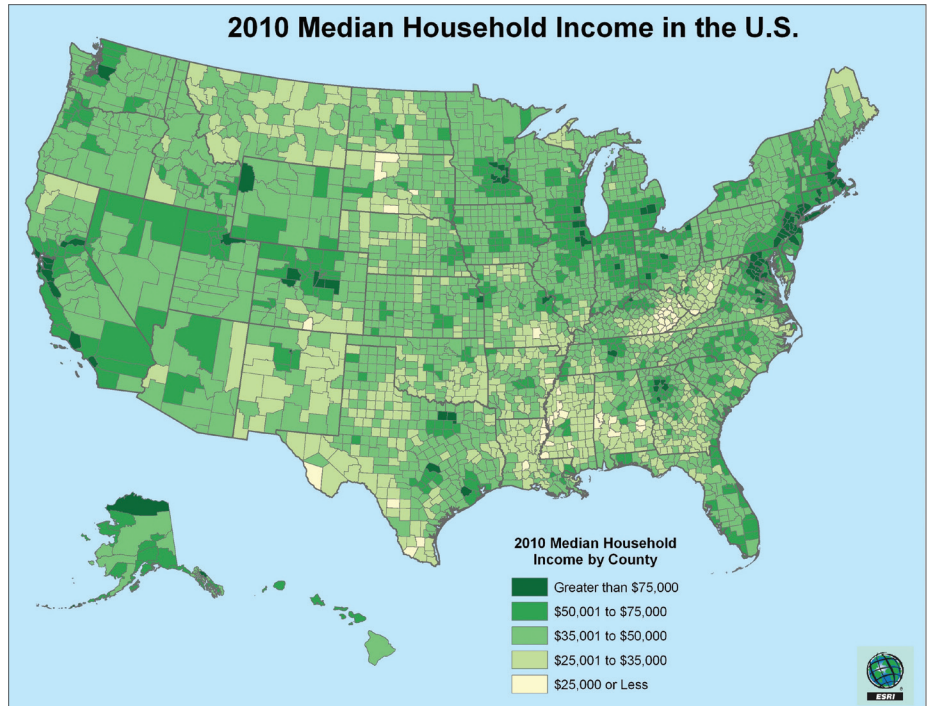 2010 Median Household Income in the U.S.
2010 Median Household
Income by County
Greater than $75,000
$50,001 to $75,000
$35,001 to $50,000
$25,001 to $35,000
$25,000 or Less
ESRI